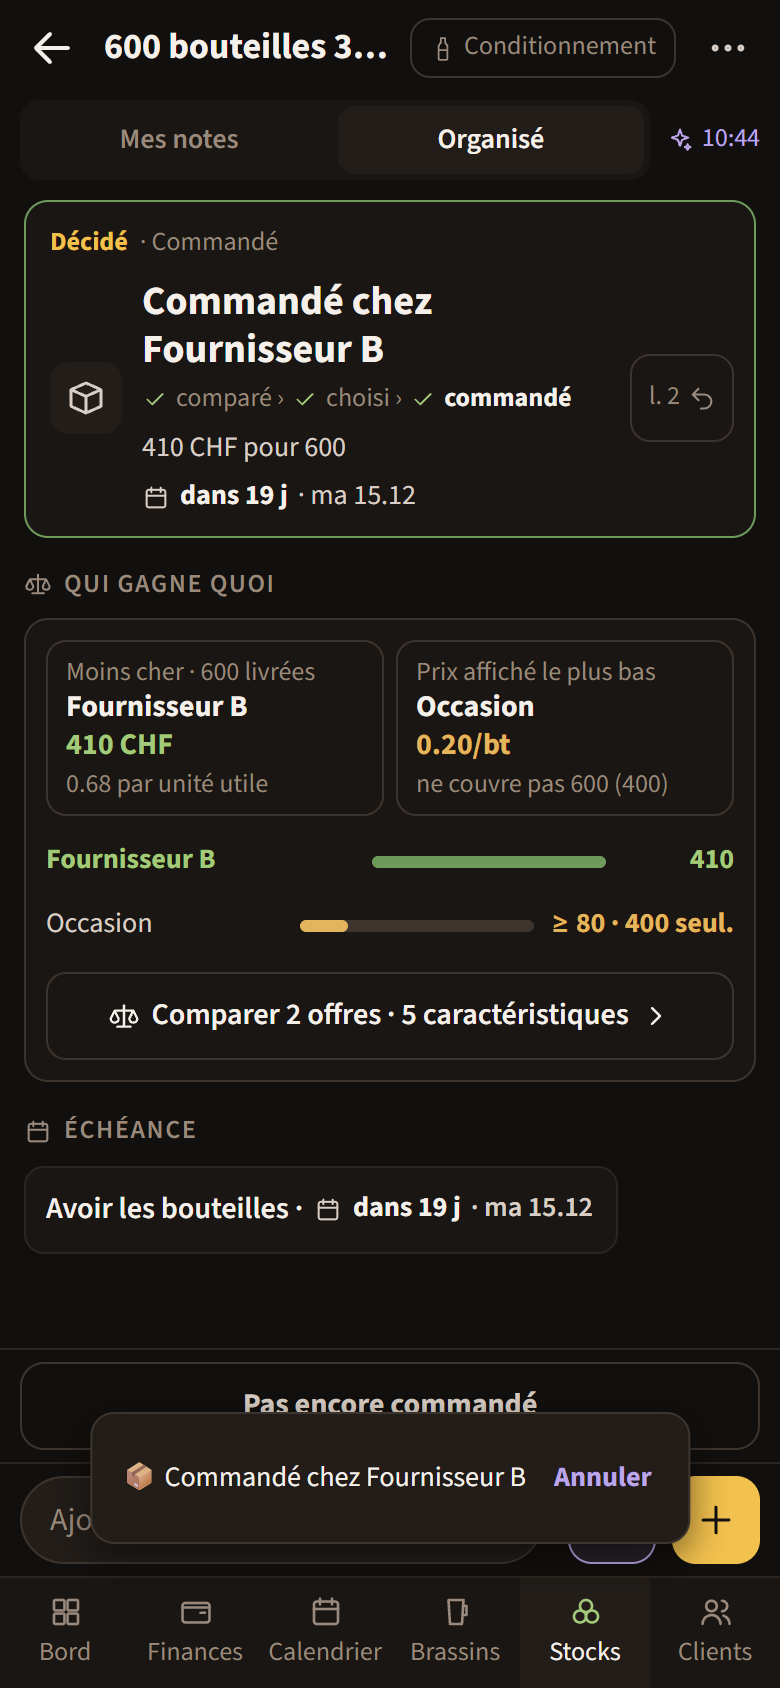 600 bouteilles 3...
Conditionnement
Mes notes
Organisé
10:44
Décidé · Commandé
Commandé chez
Fournisseur B
comparé › choisi › commandé
l. 2
410 CHF pour 600
dans 19 j · ma 15.12
QUI GAGNE QUOI
Moins cher · 600 livrées
Fournisseur B
410 CHF
0.68 par unité utile
Prix affiché le plus bas
Occasion
0.20/bt
ne couvre pas 600 (400)
Fournisseur B 410
Occasion ≥ 80 · 400 seul.
Comparer 2 offres · 5 caractéristiques
ÉCHÉANCE
Avoir les bouteilles · dans 19 j · ma 15.12
Pas encore commandé
Commandé chez Fournisseur B Annuler
Ajo
Bord
Finances
Calendrier
Brassins
Stocks
Clients